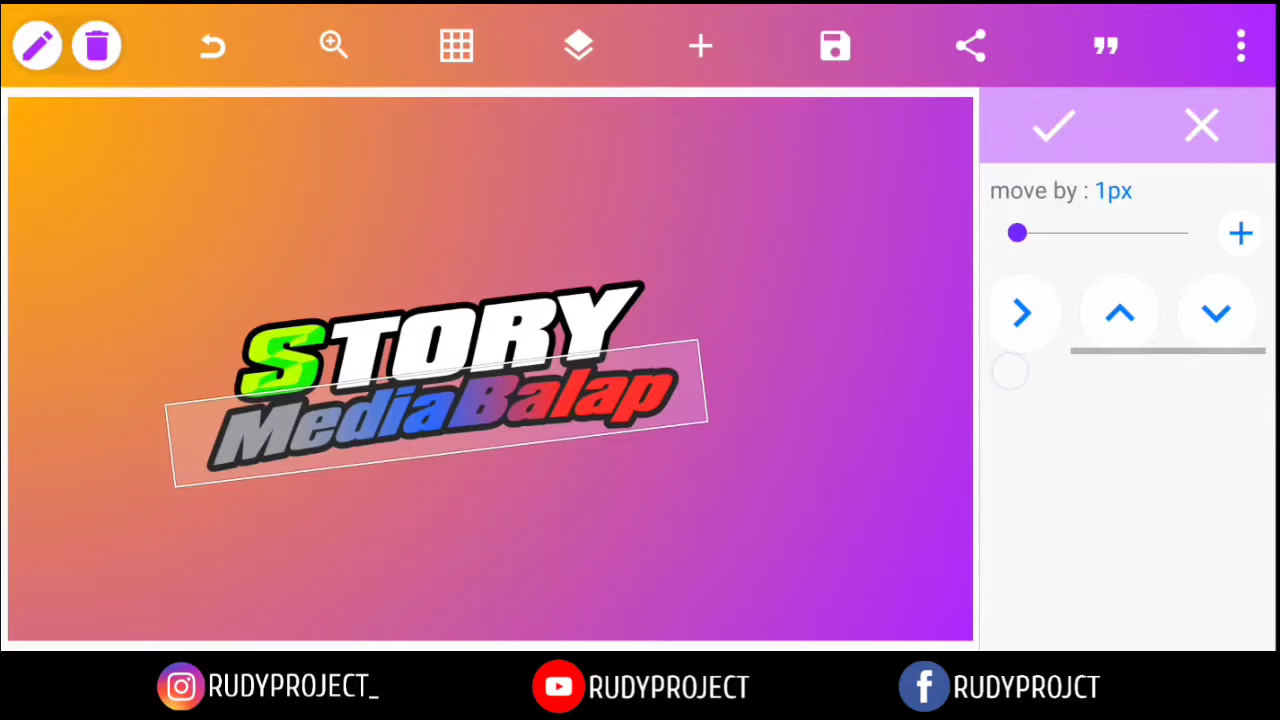 move by : 1px
STORY
MediaBalap
RUDYPROJECT_
RUDYPROJECT
RUDYPROJCT